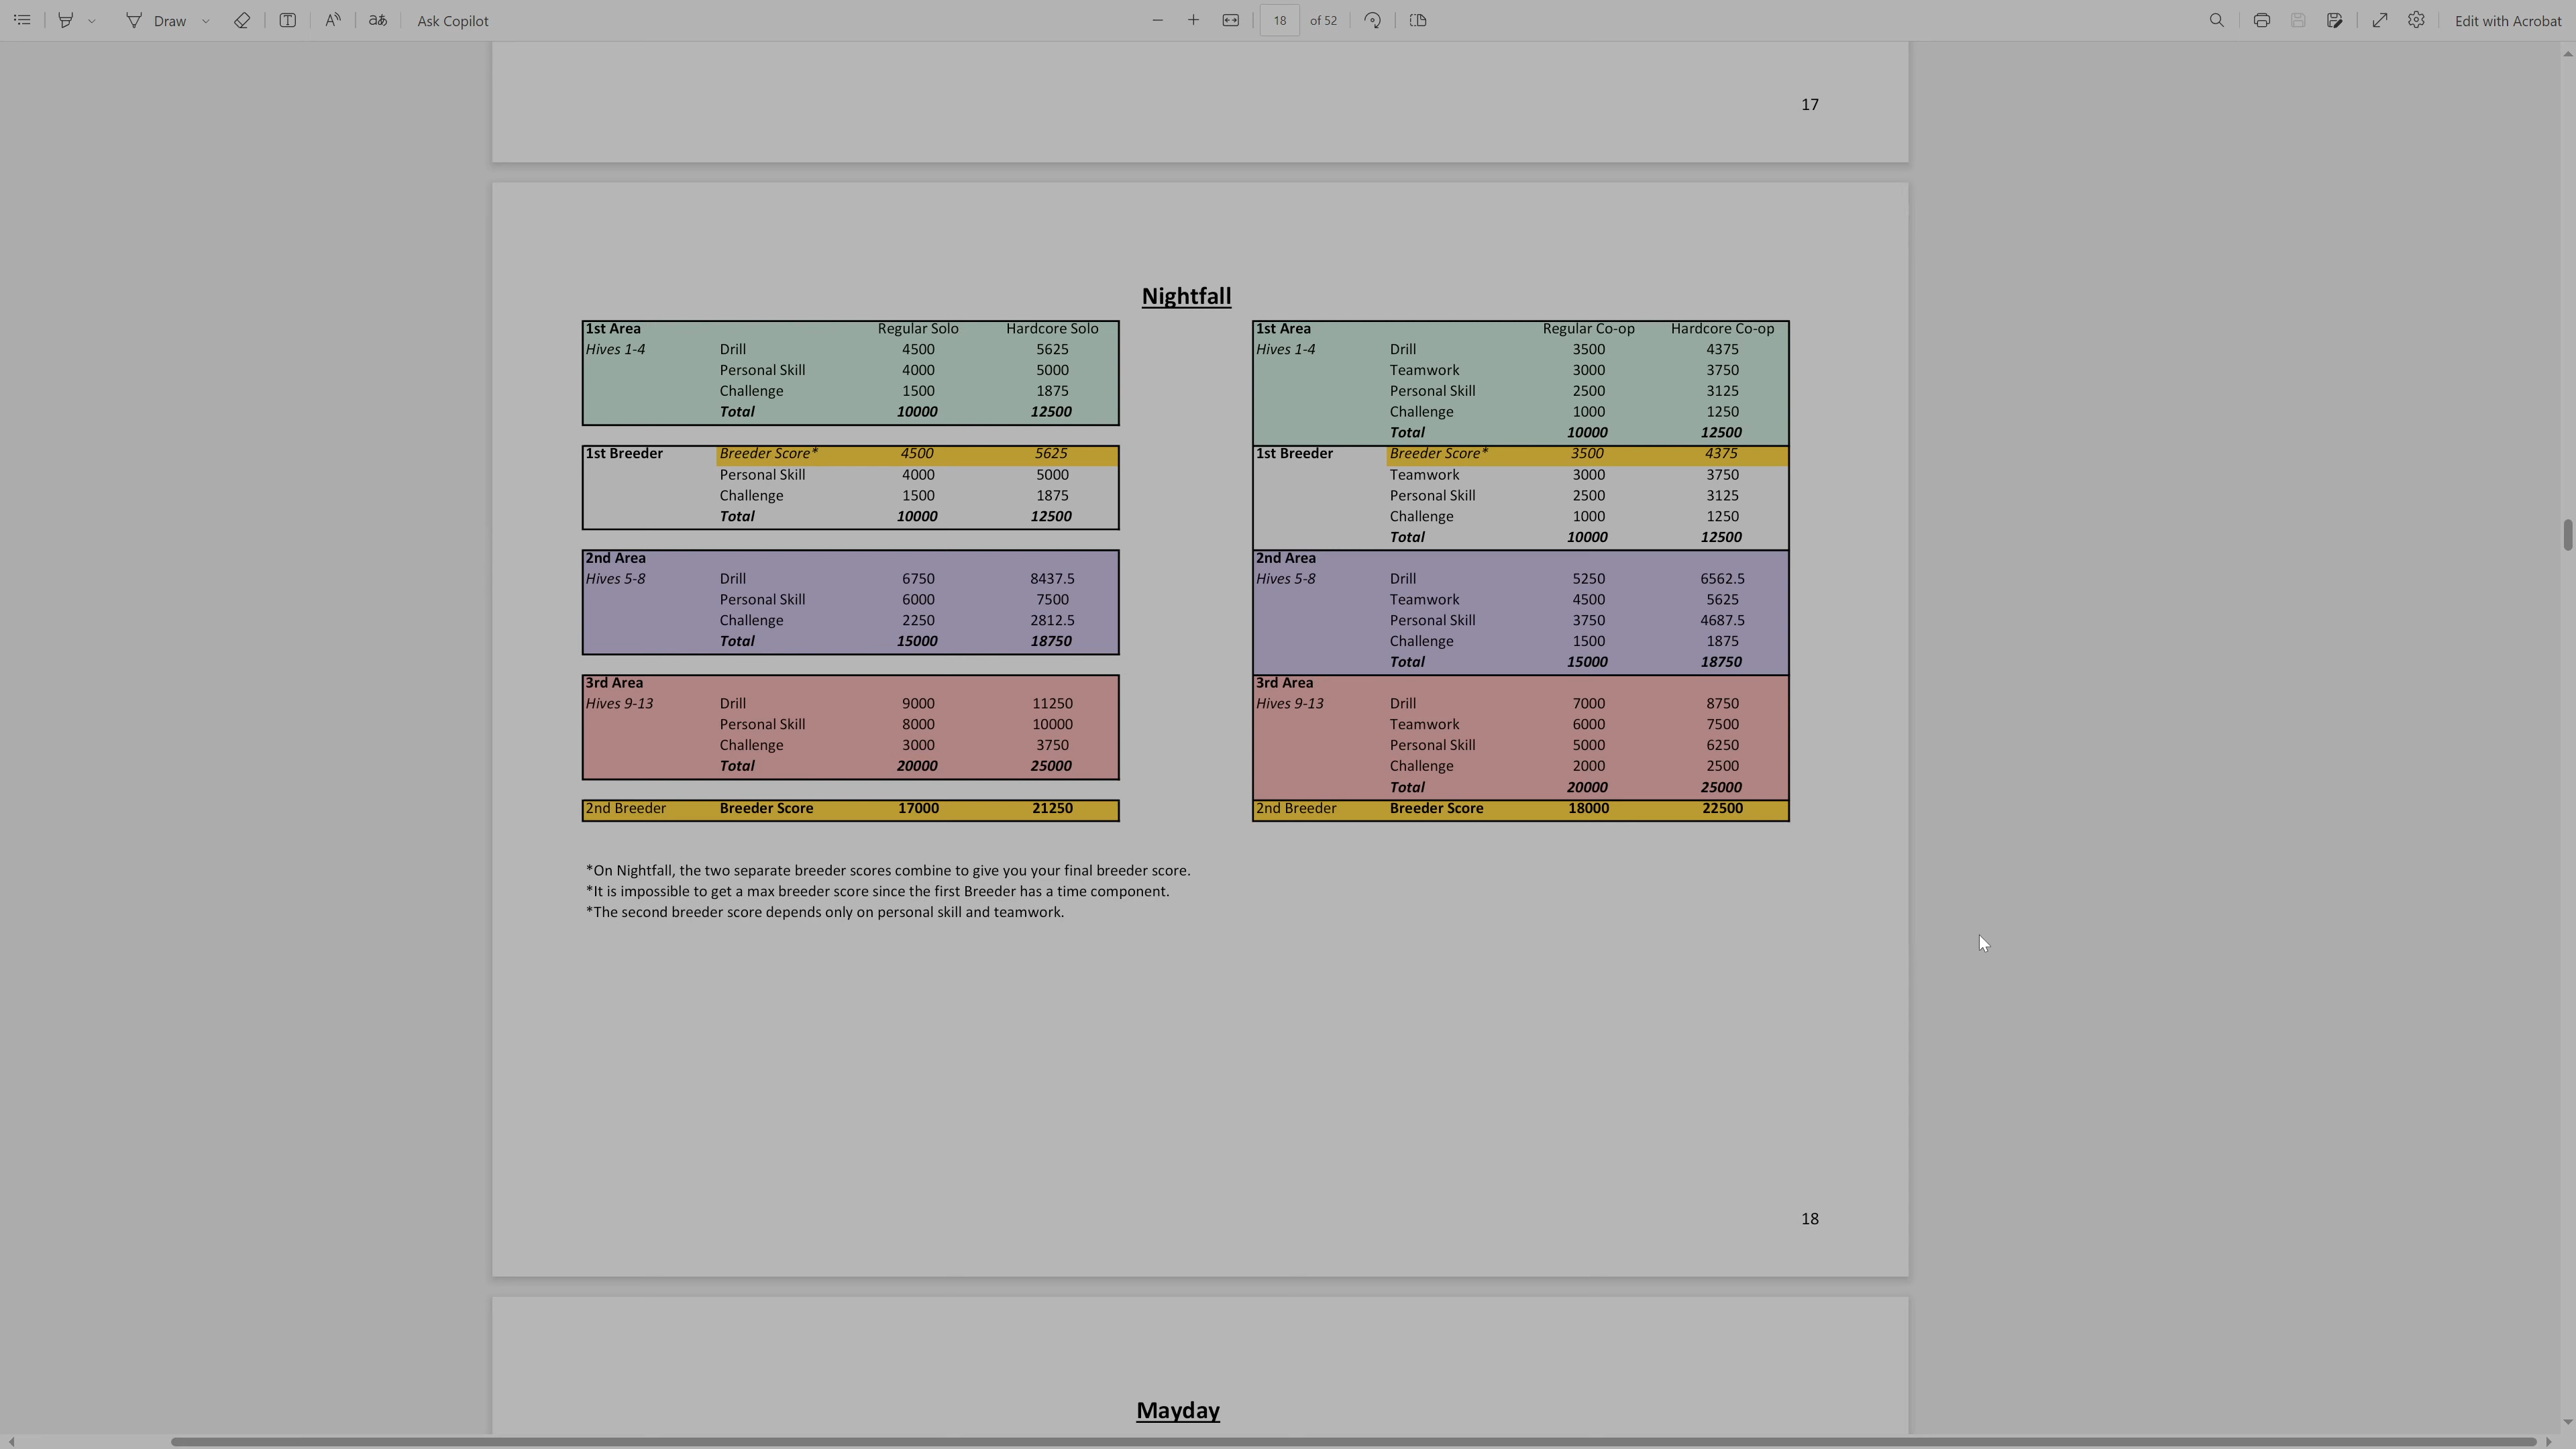 Draw
Ask Copilot
18 of 52
Edit with Acrobat
17
Nightfall
1st Area Regular Solo Hardcore Solo
Hives 1-4 Drill 4500 5625
Personal Skill 4000 5000
Challenge 1500 1875
Total 10000 12500
1st Breeder Breeder Score* 4500 5625
Personal Skill 4000 5000
Challenge 1500 1875
Total 10000 12500
2nd Area
Hives 5-8 Drill 6750 8437.5
Personal Skill 6000 7500
Challenge 2250 2812.5
Total 15000 18750
3rd Area
Hives 9-13 Drill 9000 11250
Personal Skill 8000 10000
Challenge 3000 3750
Total 20000 25000
2nd Breeder Breeder Score 17000 21250
1st Area Regular Co-op Hardcore Co-op
Hives 1-4 Drill 3500 4375
Teamwork 3000 3750
Personal Skill 2500 3125
Challenge 1000 1250
Total 10000 12500
1st Breeder Breeder Score* 3500 4375
Teamwork 3000 3750
Personal Skill 2500 3125
Challenge 1000 1250
Total 10000 12500
2nd Area
Hives 5-8 Drill 5250 6562.5
Teamwork 4500 5625
Personal Skill 3750 4687.5
Challenge 1500 1875
Total 15000 18750
3rd Area
Hives 9-13 Drill 7000 8750
Teamwork 6000 7500
Personal Skill 5000 6250
Challenge 2000 2500
Total 20000 25000
2nd Breeder Breeder Score 18000 22500
*On Nightfall, the two separate breeder scores combine to give you your final breeder score.
*It is impossible to get a max breeder score since the first Breeder has a time component.
*The second breeder score depends only on personal skill and teamwork.
18
Mayday